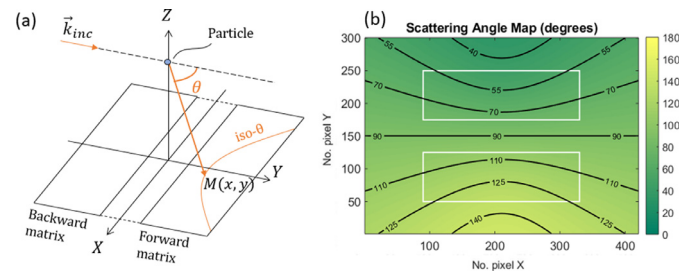 (a)
Z
k⃗inc
Particle
θ
iso-θ
Y
M(x, y)
Backward
matrix
X
Forward
matrix
(b)
Scattering Angle Map (degrees)
No. pixel Y
300
250
200
150
100
50
40
55
55
55
70
70
70
90
90
90
110
110
110
125
125
125
140
100
200
300
400
No. pixel X
180
160
140
120
100
80
60
40
20
0